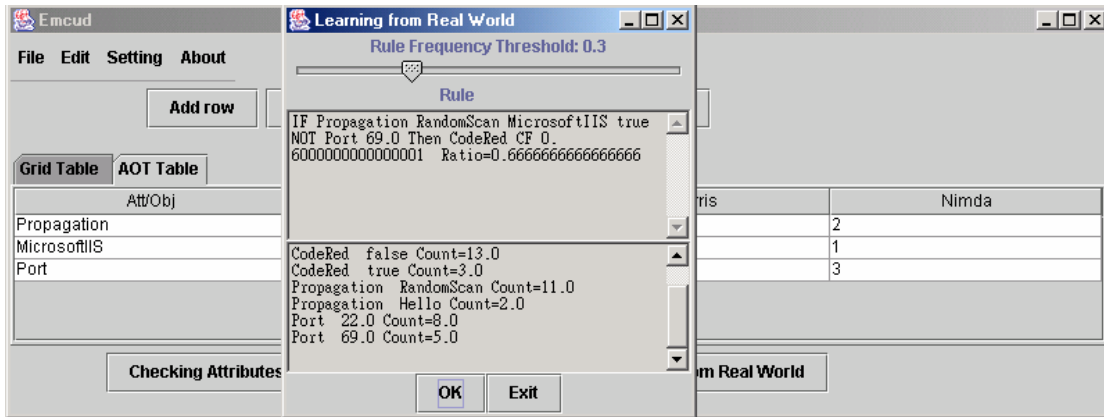 Emcud
Learning from Real World
File Edit Setting About
Rule Frequency Threshold: 0.3
Add row
Rule
IF Propagation RandomScan MicrosoftIIS true
NOT Port 69.0 Then CodeRed CF 0.
6000000000000001 Ratio=0.6666666666666666
Grid Table AOT Table
Att/Obj
rris
Nimda
Propagation
2
MicrosoftIIS
1
Port
3
CodeRed false Count=13.0
CodeRed true Count=3.0
Propagation RandomScan Count=11.0
Propagation Hello Count=2.0
Port 22.0 Count=8.0
Port 69.0 Count=5.0
Checking Attributes
m Real World
OK Exit